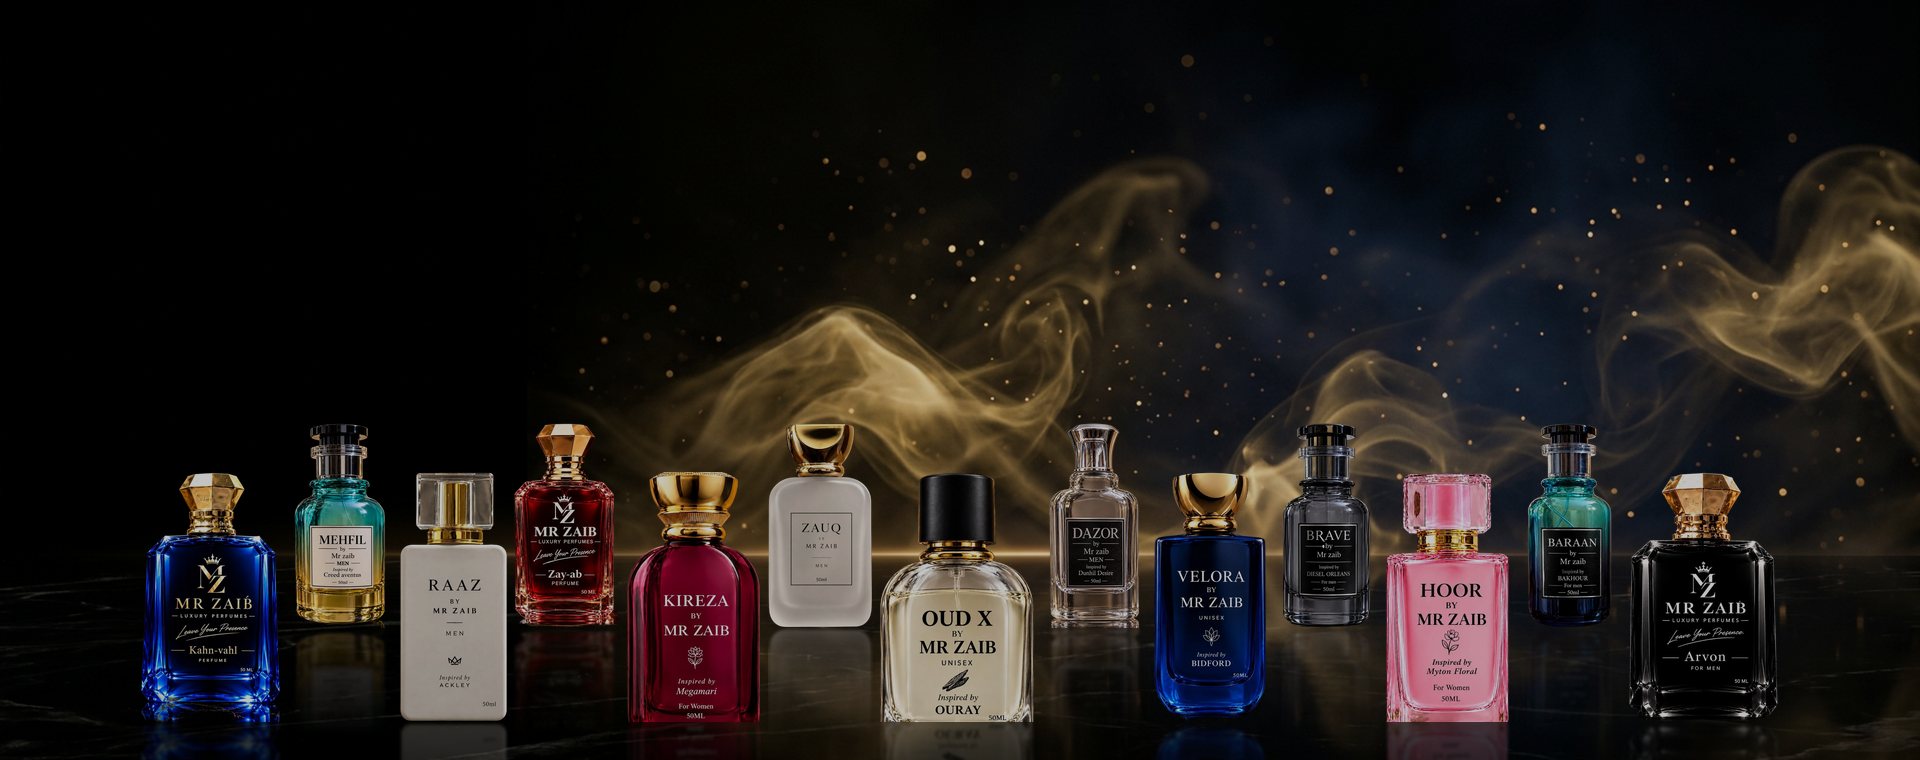 MZ
MR ZAIB
LUXURY PERFUMES
Leave Your Presence
Kahn-vahl
PERFUME
50 ML
MEHFIL
by
Mr zaib
MEN
Inspired by
Creed aventus
50ml
RAAZ
BY
MR ZAIB
MEN
Inspired by
ACKLEY
50ml
MZ
MR ZAIB
LUXURY PERFUMES
Leave Your Presence
Zay-ab
PERFUME
50 ML
KIREZA
BY
MR ZAIB
Inspired by
Megamari
For Women
50ML
ZAUQ
BY
MR ZAIB
MEN
50ml
OUD X
BY
MR ZAIB
UNISEX
Inspired by
OURAY
50ML
DAZOR
by
Mr zaib
MEN
Inspired by
Dunhil Desire
50ml
VELORA
BY
MR ZAIB
UNISEX
Inspired by
BIDFORD
50ML
BRAVE
by
Mr zaib
Inspired by
DIESEL ORLEANS
For men
50ml
HOOR
BY
MR ZAIB
Inspired by
Myton Floral
For Women
50ML
BARAAN
by
Mr zaib
Inspired by
BAKHOUR
For men
50ml
MZ
MR ZAIB
LUXURY PERFUMES
Leave Your Presence
Arvon
FOR MEN
50 ML